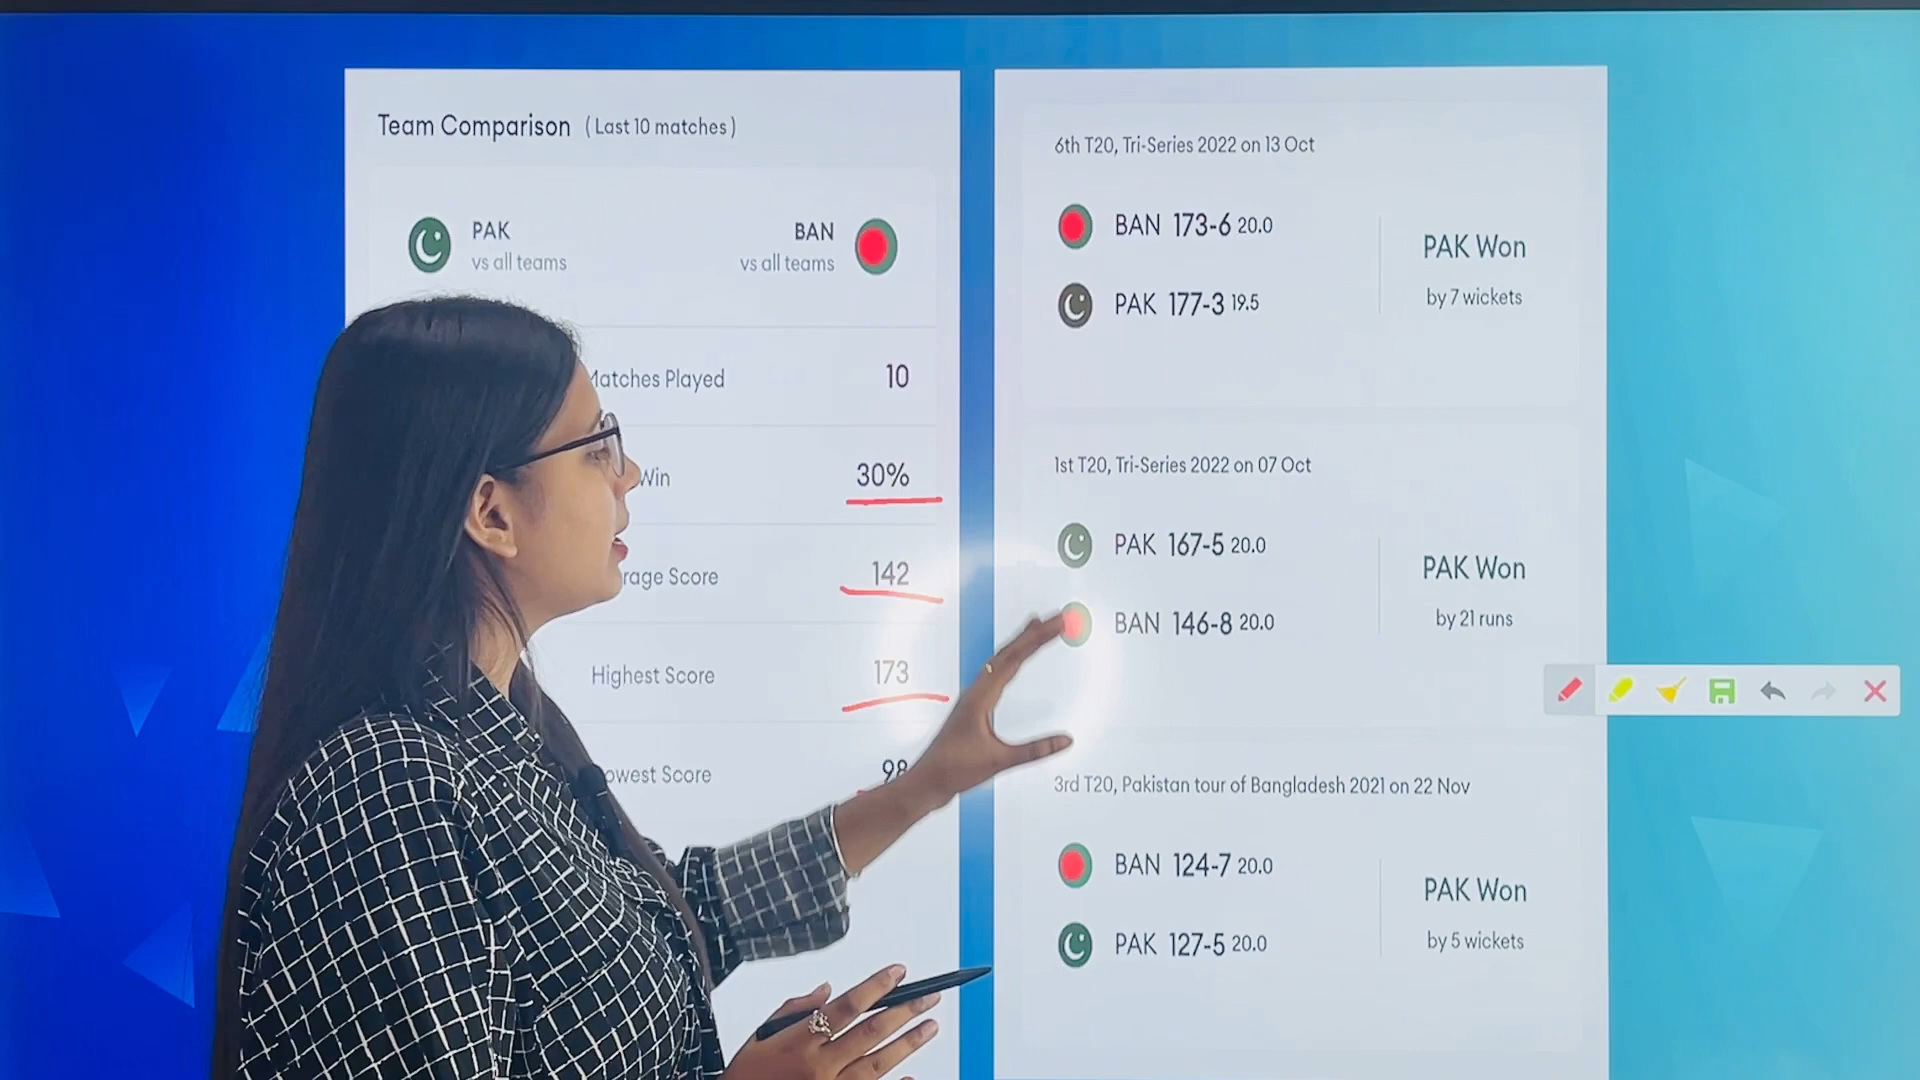 Team Comparison ( Last 10 matches )
PAK
vs all teams
BAN
vs all teams
Matches Played 10
Win 30%
142
Score
Highest Score 173
Score 98
6th T20, Tri-Series 2022 on 13 Oct
BAN 173-6 20.0
PAK 177-3 19.5
PAK Won
by 7 wickets
1st T20, Tri-Series 2022 on 07 Oct
PAK 167-5 20.0
BAN 146-8 20.0
PAK Won
by 21 runs
3rd T20, Pakistan tour of Bangladesh 2021 on 22 Nov
BAN 124-7 20.0
PAK 127-5 20.0
PAK Won
by 5 wickets